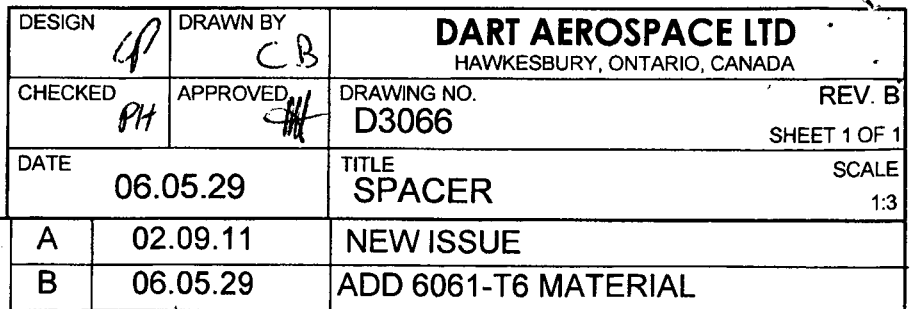 DESIGN
DRAWN BY
CB
DART AEROSPACE LTD
HAWKESBURY, ONTARIO, CANADA
CHECKED
PH
APPROVED
DRAWING NO.
D3066
REV. B
SHEET 1 OF 1
DATE
06.05.29
TITLE
SPACER
SCALE
1:3
A 02.09.11 NEW ISSUE
B 06.05.29 ADD 6061-T6 MATERIAL